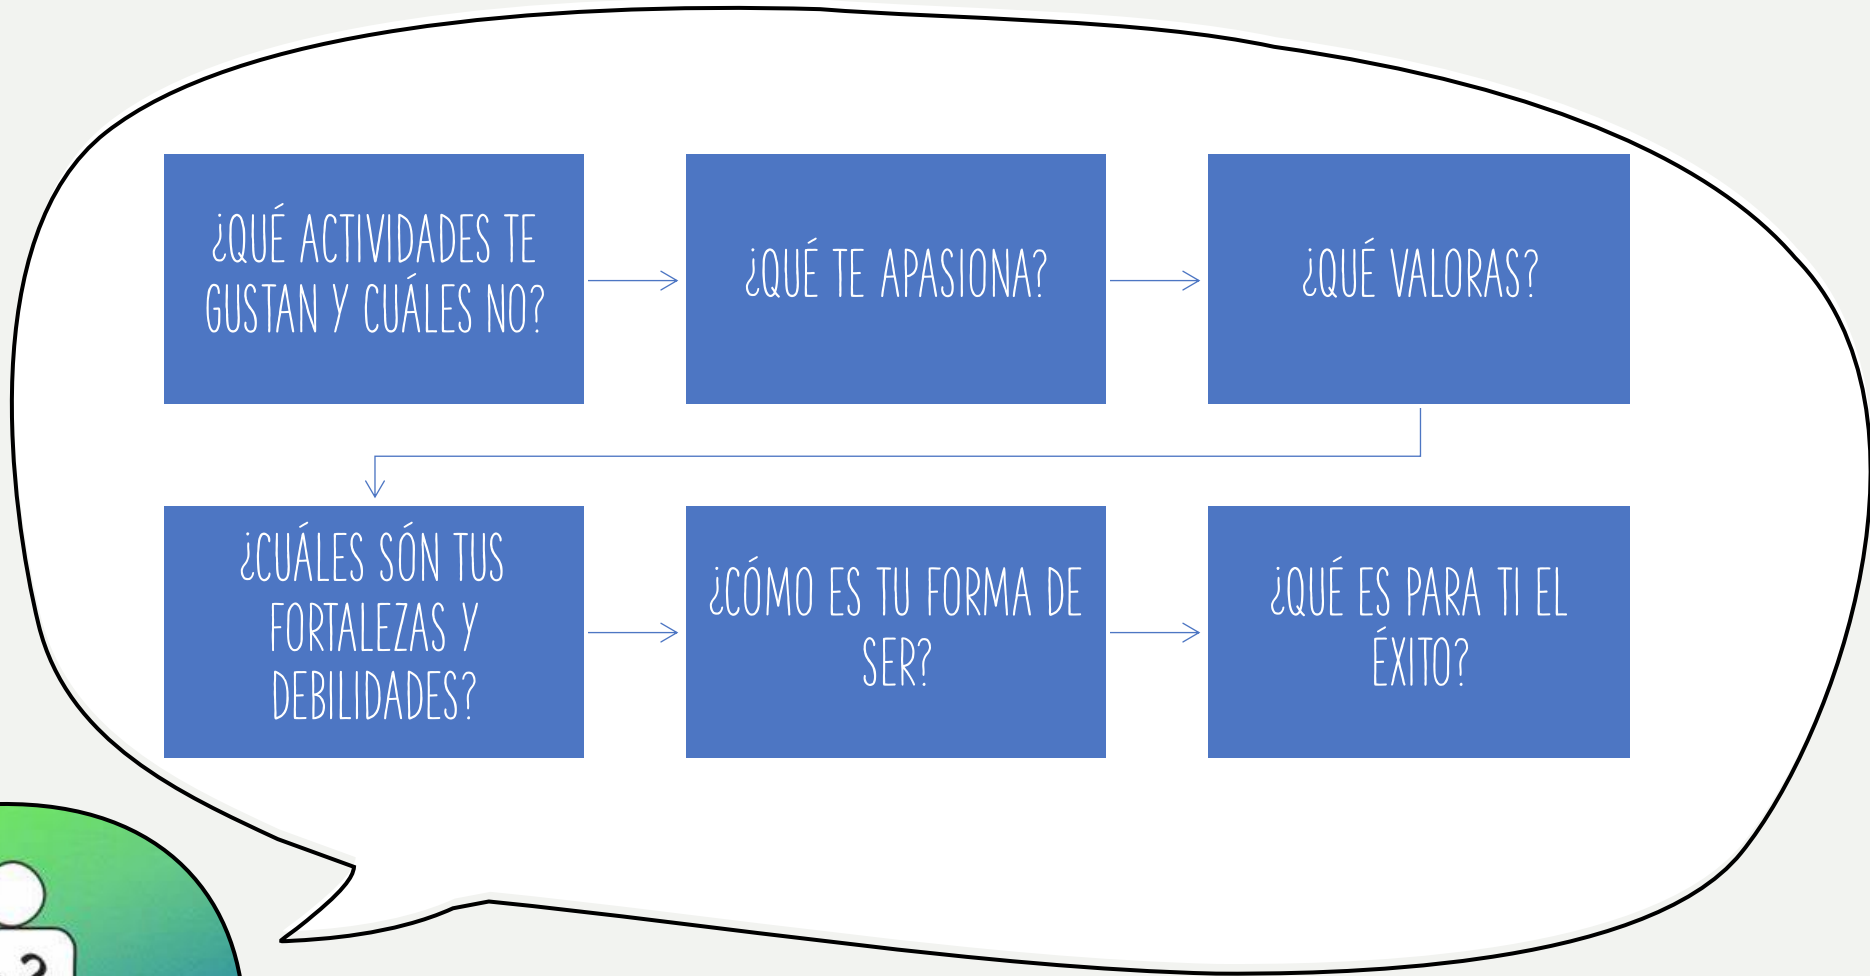 ¿QUÉ ACTIVIDADES TE
GUSTAN Y CUÁLES NO?
¿QUÉ TE APASIONA?
¿QUÉ VALORAS?
¿CUÁLES SÓN TUS
FORTALEZAS Y
DEBILIDADES?
¿CÓMO ES TU FORMA DE
SER?
¿QUÉ ES PARA TI EL
ÉXITO?
?